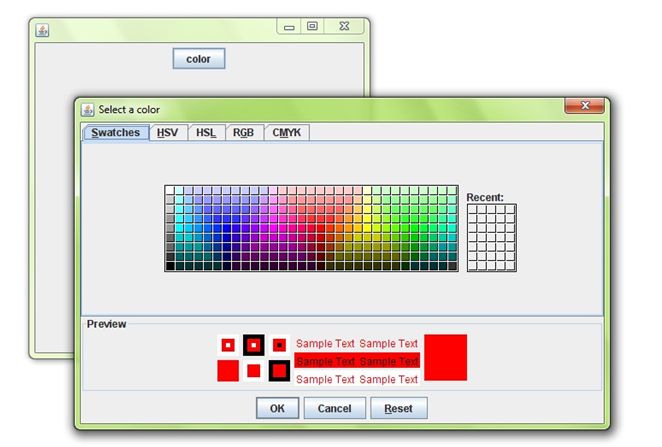 color
Select a color
Swatches HSV HSL RGB CMYK
Recent:
Preview
Sample Text Sample Text
Sample Text Sample Text
Sample Text Sample Text
OK Cancel Reset